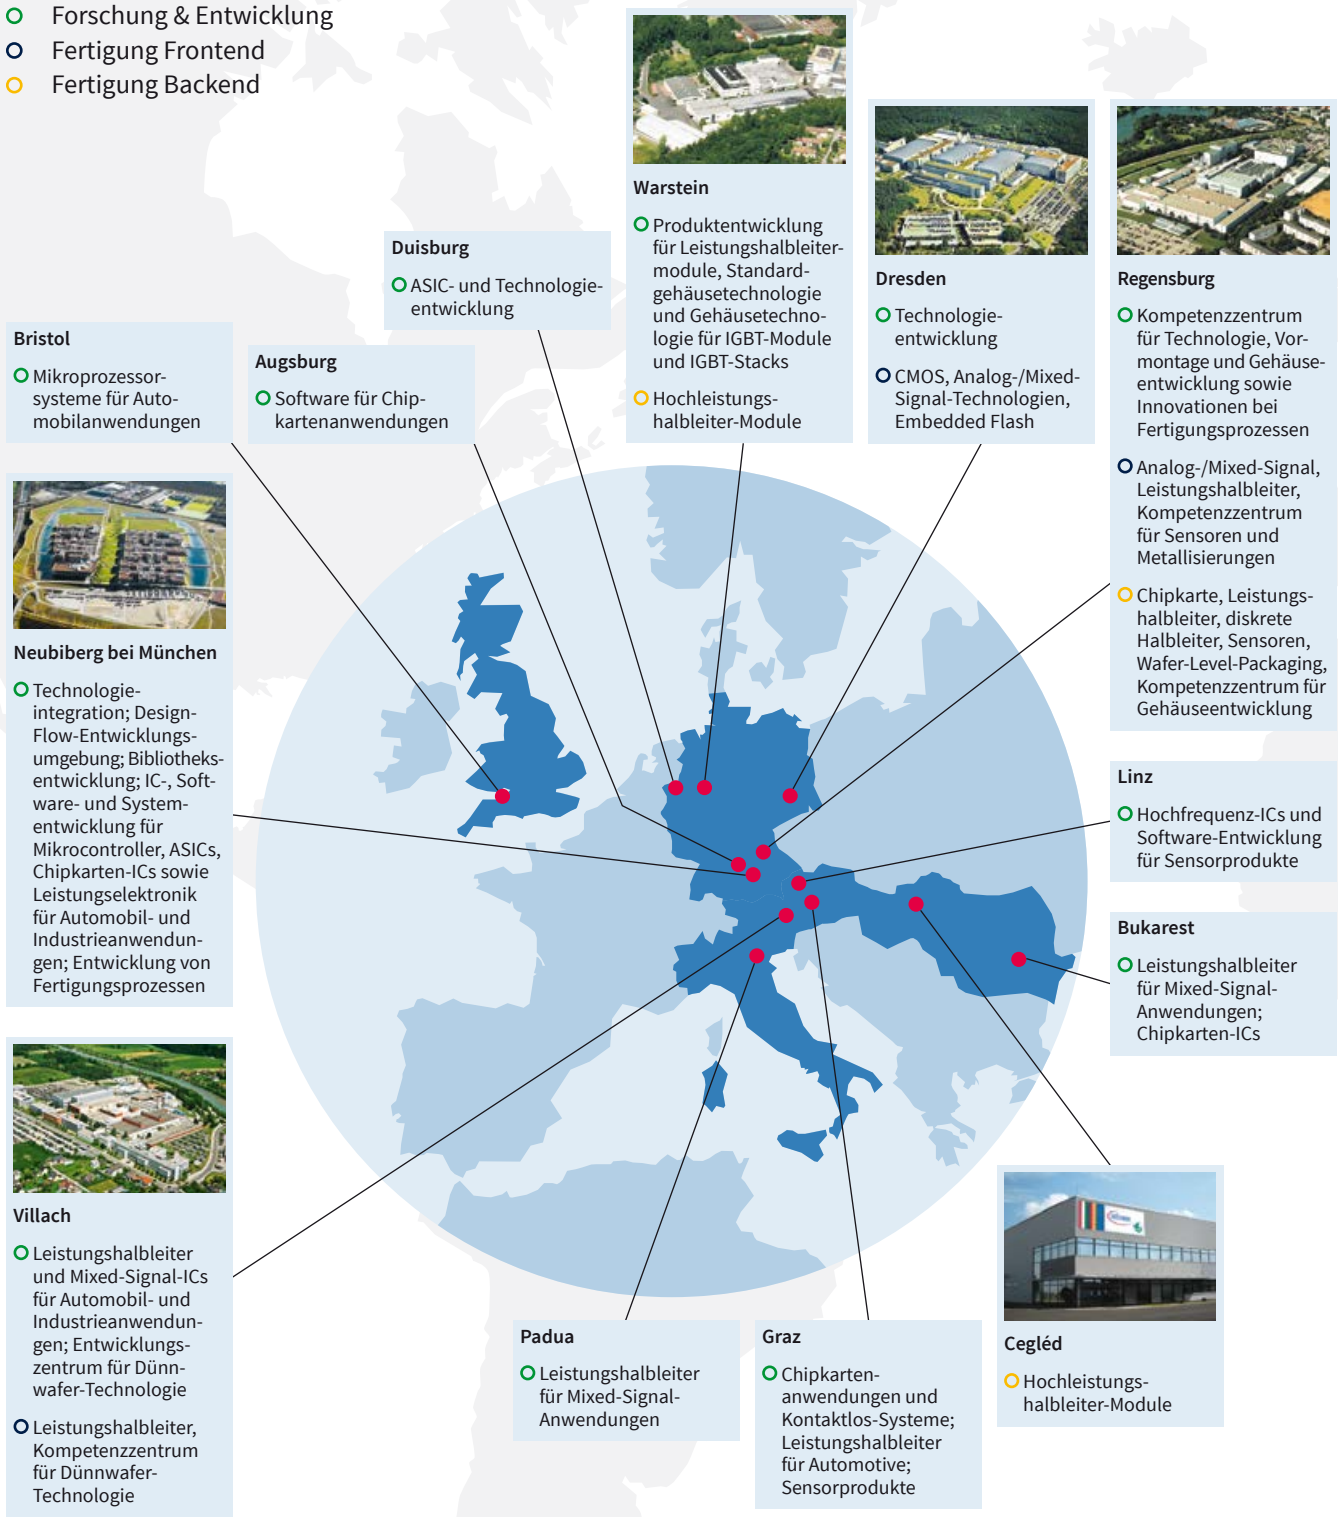 Forschung & Entwicklung
Fertigung Frontend
Fertigung Backend
Warstein
Produktentwicklung
für Leistungshalbleiter-
module, Standard-
gehäusetechnologie
und Gehäusetechno-
logie für IGBT-Module
und IGBT-Stacks
Hochleistungs-
halbleiter-Module
Dresden
Technologie-
entwicklung
CMOS, Analog-/Mixed-
Signal-Technologien,
Embedded Flash
Regensburg
Kompetenzzentrum
für Technologie, Vor-
montage und Gehäuse-
entwicklung sowie
Innovationen bei
Fertigungsprozessen
Analog-/Mixed-Signal,
Leistungshalbleiter,
Kompetenzzentrum
für Sensoren und
Metallisierungen
Chipkarte, Leistungs-
halbleiter, diskrete
Halbleiter, Sensoren,
Wafer-Level-Packaging,
Kompetenzzentrum für
Gehäuseentwicklung
Duisburg
ASIC- und Technologie-
entwicklung
Bristol
Mikroprozessor-
systeme für Auto-
mobilanwendungen
Augsburg
Software für Chip-
kartenanwendungen
Neubiberg bei München
Technologie-
integration; Design-
Flow-Entwicklungs-
umgebung; Bibliotheks-
entwicklung; IC-, Soft-
ware- und System-
entwicklung für
Mikrocontroller, ASICs,
Chipkarten-ICs sowie
Leistungselektronik
für Automobil- und
Industrieanwendun-
gen; Entwicklung von
Fertigungsprozessen
Linz
Hochfrequenz-ICs und
Software-Entwicklung
für Sensorprodukte
Bukarest
Leistungshalbleiter
für Mixed-Signal-
Anwendungen;
Chipkarten-ICs
Villach
Leistungshalbleiter
und Mixed-Signal-ICs
für Automobil- und
Industrieanwendun-
gen; Entwicklungs-
zentrum für Dünn-
wafer-Technologie
Leistungshalbleiter,
Kompetenzzentrum
für Dünnwafer-
Technologie
Padua
Leistungshalbleiter
für Mixed-Signal-
Anwendungen
Graz
Chipkarten-
anwendungen und
Kontaktlos-Systeme;
Leistungshalbleiter
für Automotive;
Sensorprodukte
Cegléd
Hochleistungs-
halbleiter-Module